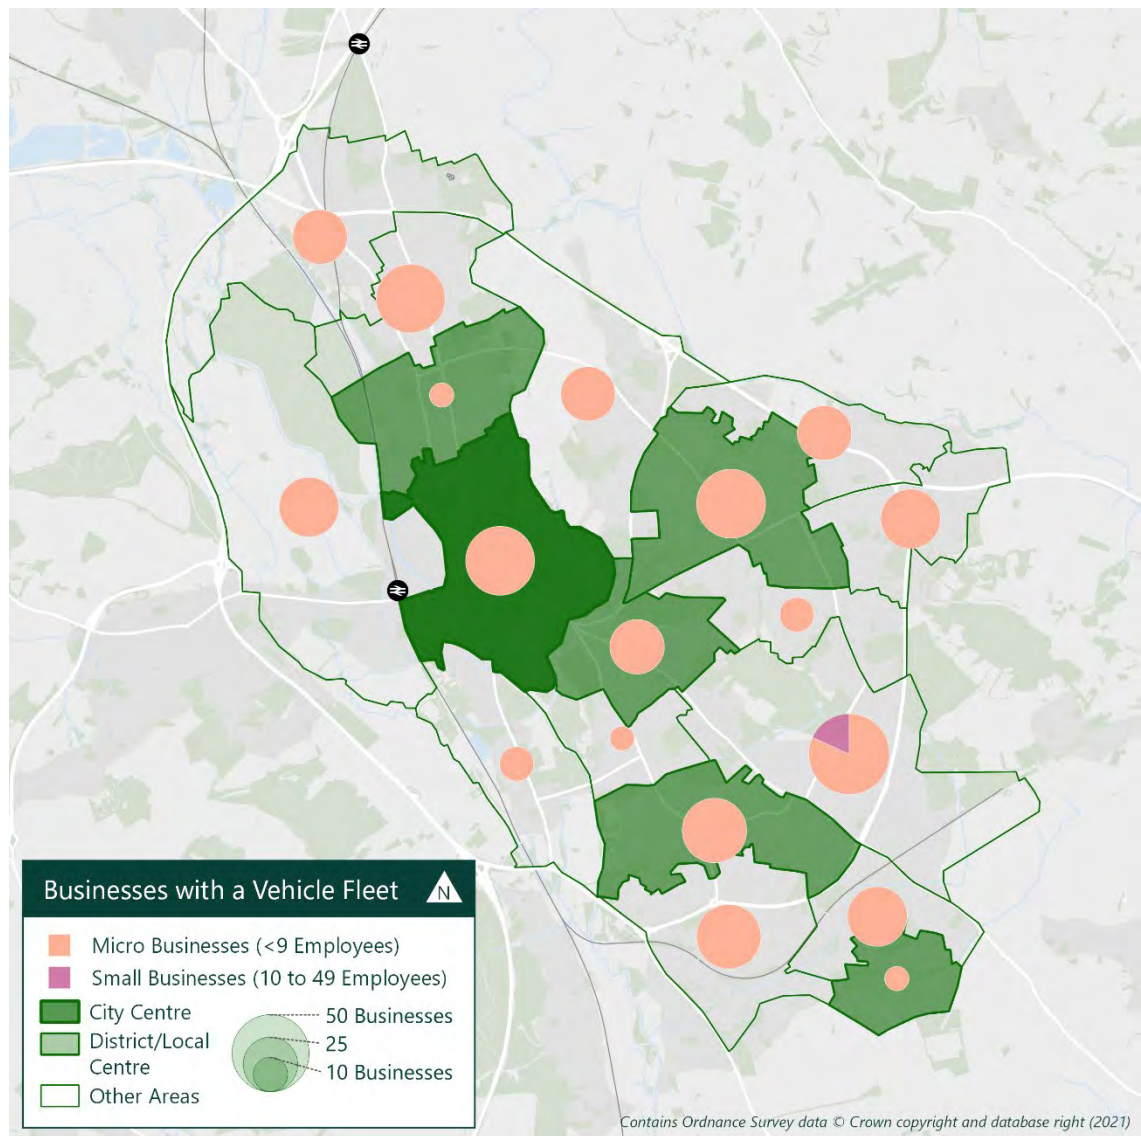 Businesses with a Vehicle Fleet
N
Micro Businesses (<9 Employees)
Small Businesses (10 to 49 Employees)
City Centre
District/Local
Centre
Other Areas
50 Businesses
25
10 Businesses
Contains Ordnance Survey data © Crown copyright and database right (2021)